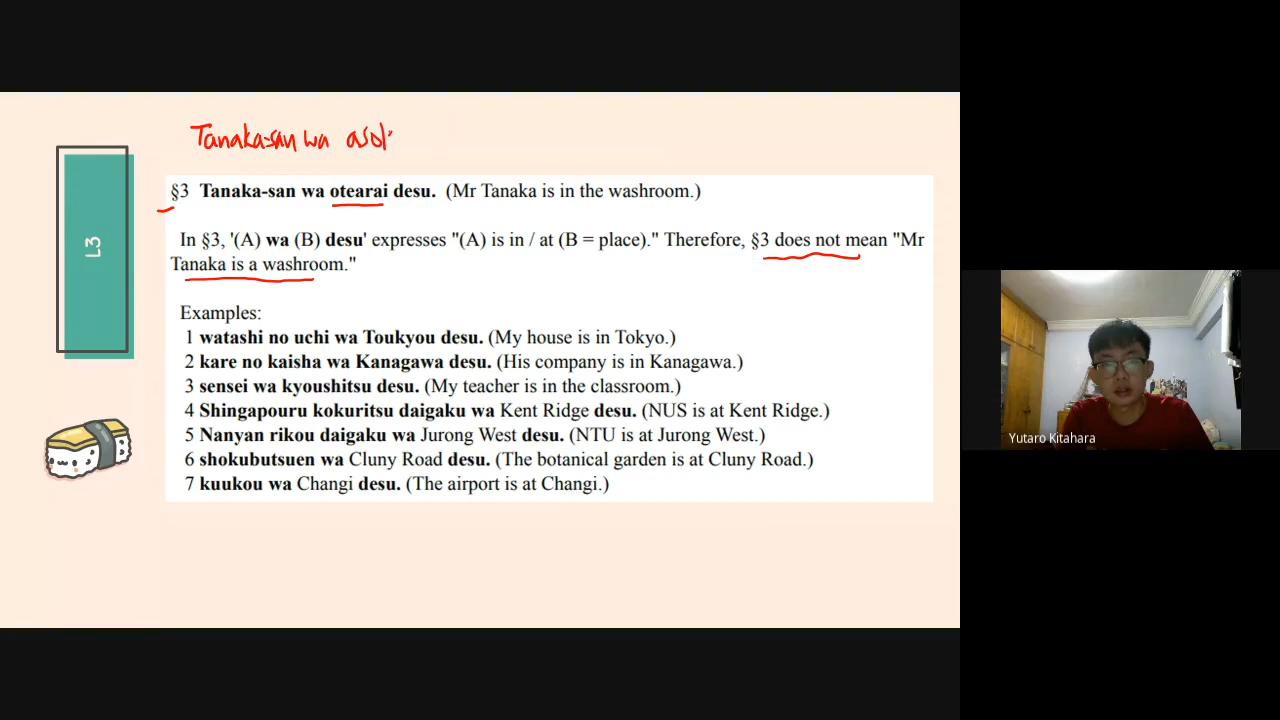 Tanaka-san wa asok
L3
§3 Tanaka-san wa otearai desu. (Mr Tanaka is in the washroom.)
In §3, '(A) wa (B) desu' expresses "(A) is in / at (B = place)." Therefore, §3 does not mean "Mr
Tanaka is a washroom."
Examples:
1 watashi no uchi wa Toukyou desu. (My house is in Tokyo.)
2 kare no kaisha wa Kanagawa desu. (His company is in Kanagawa.)
3 sensei wa kyoushitsu desu. (My teacher is in the classroom.)
4 Shingapouru kokuritsu daigaku wa Kent Ridge desu. (NUS is at Kent Ridge.)
5 Nanyan rikou daigaku wa Jurong West desu. (NTU is at Jurong West.)
6 shokubutsuen wa Cluny Road desu. (The botanical garden is at Cluny Road.)
7 kuukou wa Changi desu. (The airport is at Changi.)
Yutaro Kitahara